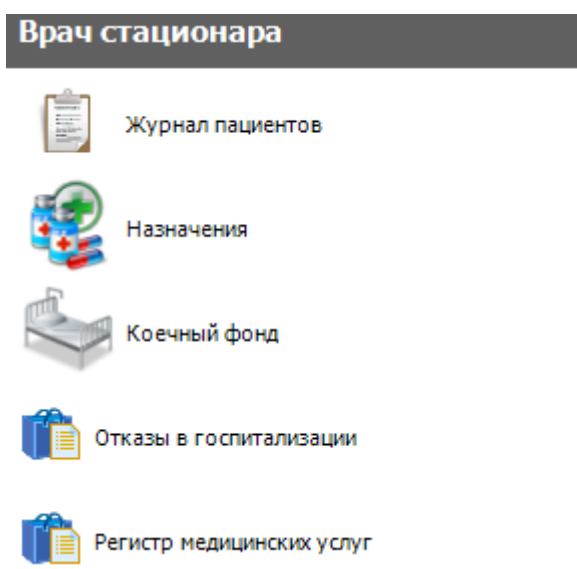 Врач стационара
Журнал пациентов
Назначения
Коечный фонд
Отказы в госпитализации
Регистр медицинских услуг